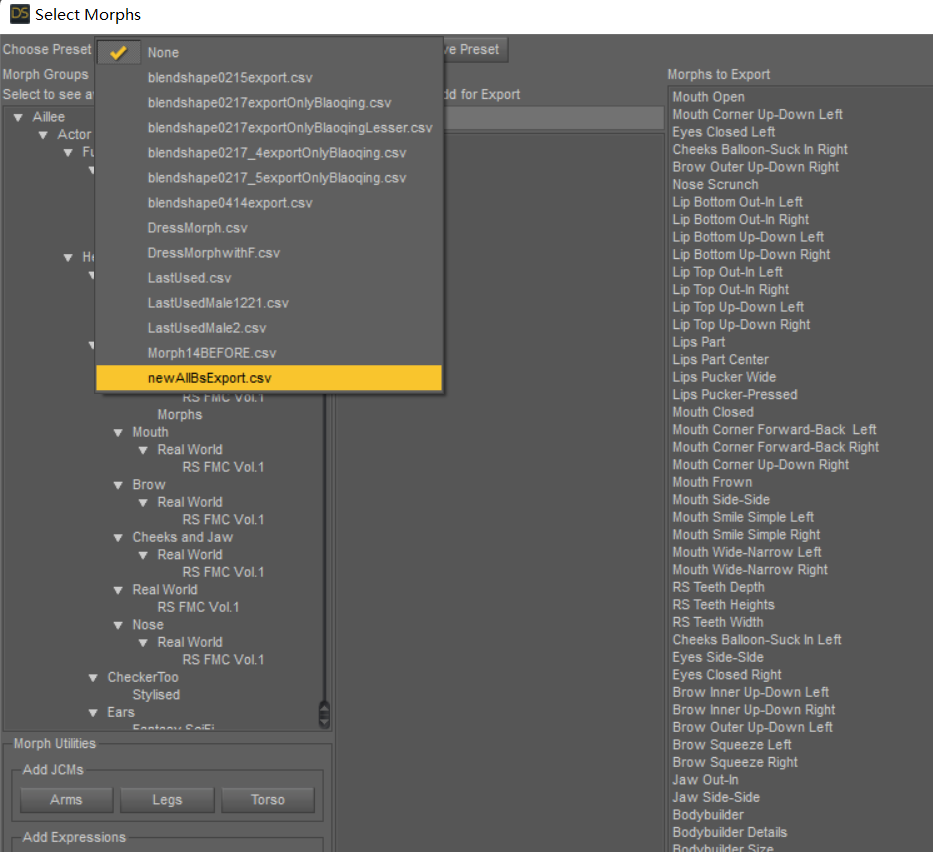 DS Select Morphs
Choose Preset
ve Preset
None
blendshape0215export.csv
blendshape0217exportOnlyBlaoqing.csv
blendshape0217exportOnlyBlaoqingLesser.csv
blendshape0217_4exportOnlyBlaoqing.csv
blendshape0217_5exportOnlyBlaoqing.csv
blendshape0414export.csv
DressMorph.csv
DressMorphwithF.csv
LastUsed.csv
LastUsedMale1221.csv
LastUsedMale2.csv
Morph14BEFORE.csv
newAllBsExport.csv
Morph Groups
Select to see a
Aillee
Actor
Fu
He
RS FMC Vol.1
Morphs
Mouth
Real World
RS FMC Vol.1
Brow
Real World
RS FMC Vol.1
Cheeks and Jaw
Real World
RS FMC Vol.1
Real World
RS FMC Vol.1
Nose
Real World
RS FMC Vol.1
CheckerToo
Stylised
Ears
Fantasy SciFi
Morph Utilities
Add JCMs
Arms Legs Torso
Add Expressions
dd for Export
Morphs to Export
Mouth Open
Mouth Corner Up-Down Left
Eyes Closed Left
Cheeks Balloon-Suck In Right
Brow Outer Up-Down Right
Nose Scrunch
Lip Bottom Out-In Left
Lip Bottom Out-In Right
Lip Bottom Up-Down Left
Lip Bottom Up-Down Right
Lip Top Out-In Left
Lip Top Out-In Right
Lip Top Up-Down Left
Lip Top Up-Down Right
Lips Part
Lips Part Center
Lips Pucker Wide
Lips Pucker-Pressed
Mouth Closed
Mouth Corner Forward-Back  Left
Mouth Corner Forward-Back Right
Mouth Corner Up-Down Right
Mouth Frown
Mouth Side-Side
Mouth Smile Simple Left
Mouth Smile Simple Right
Mouth Wide-Narrow Left
Mouth Wide-Narrow Right
RS Teeth Depth
RS Teeth Heights
RS Teeth Width
Cheeks Balloon-Suck In Left
Eyes Side-SIde
Eyes Closed Right
Brow Inner Up-Down Left
Brow Inner Up-Down Right
Brow Outer Up-Down Left
Brow Squeeze Left
Brow Squeeze Right
Jaw Out-In
Jaw Side-Side
Bodybuilder
Bodybuilder Details
Bodybuilder Size